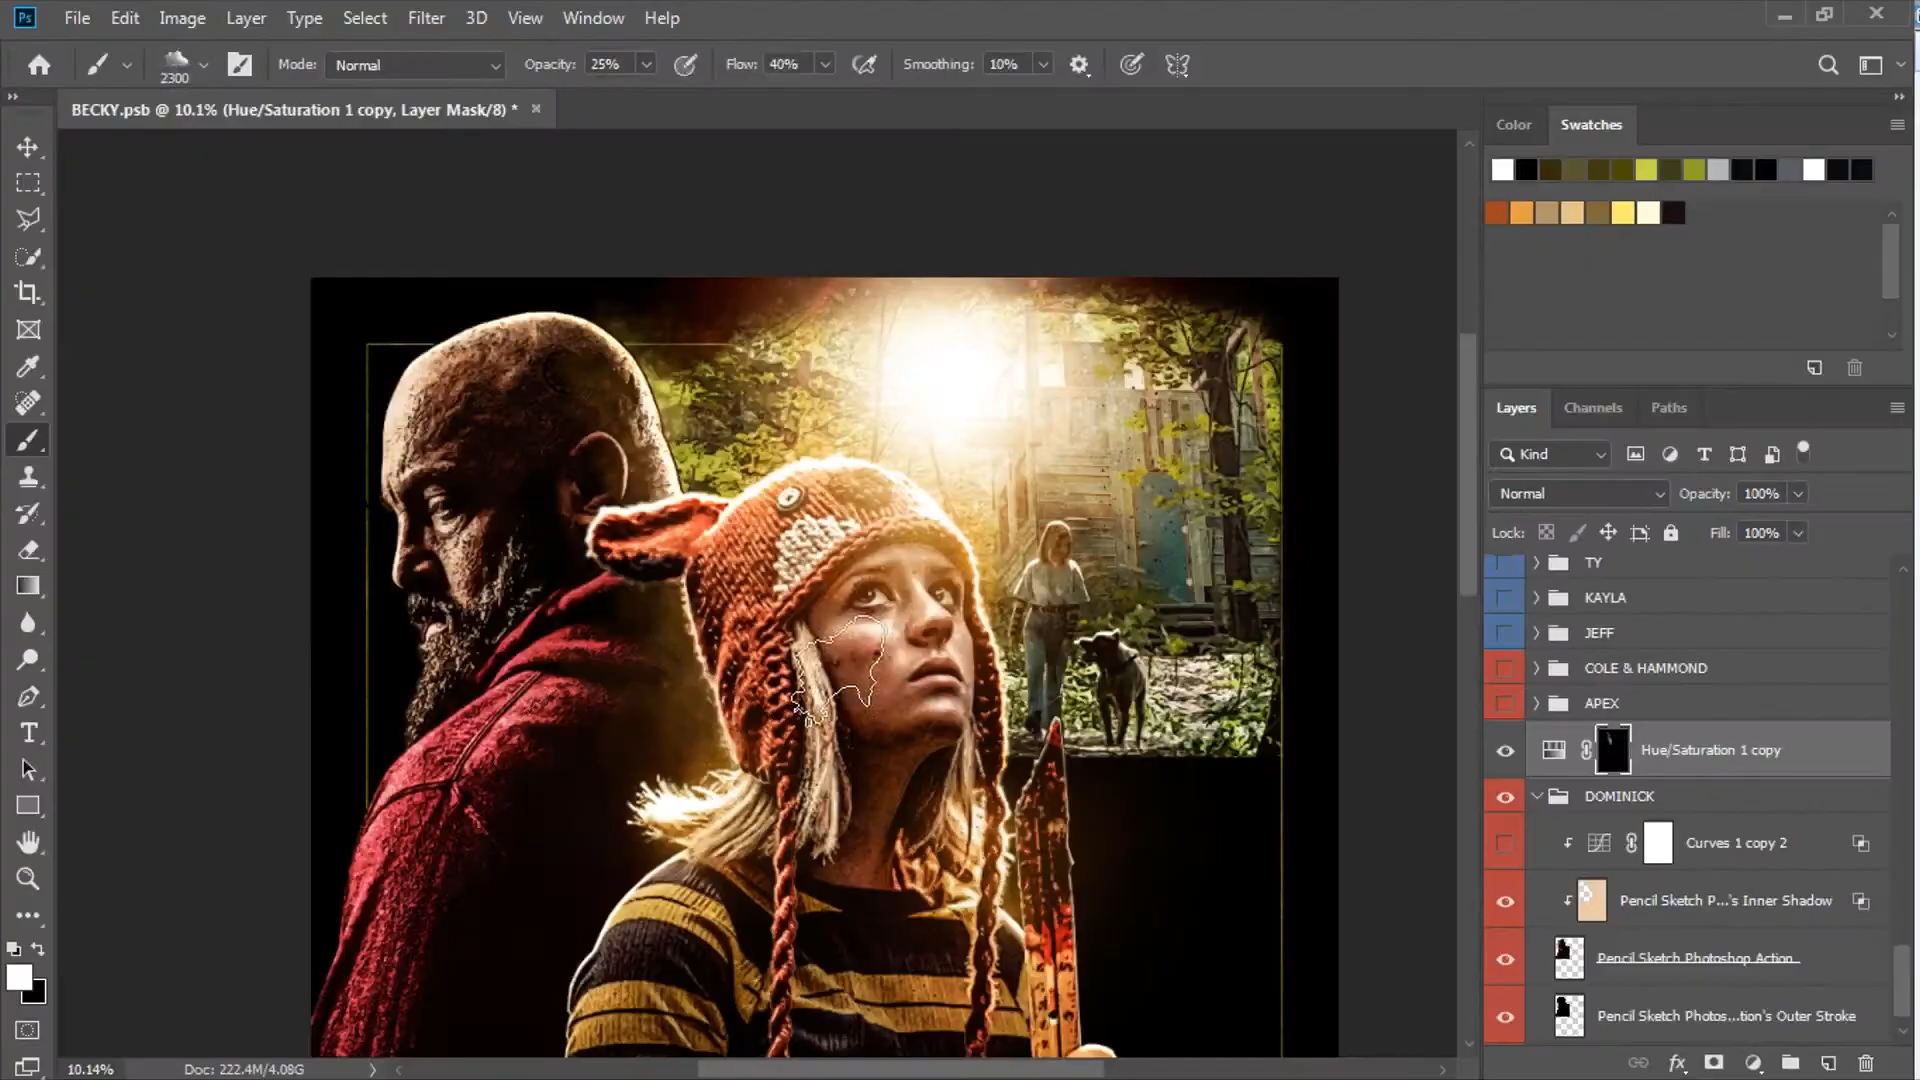 Ps File Edit Image Layer Type Select Filter 3D View Window Help
2300 Mode: Normal Opacity: 25% Flow: 40% Smoothing: 10%
BECKY.psb @ 10.1% (Hue/Saturation 1 copy, Layer Mask/8) *
Color Swatches
Layers Channels Paths
Kind
Normal Opacity: 100%
Lock: Fill: 100%
TY
KAYLA
JEFF
COLE & HAMMOND
APEX
Hue/Saturation 1 copy
DOMINICK
Curves 1 copy 2
Pencil Sketch P...'s Inner Shadow
Pencil Sketch Photoshop Action
Pencil Sketch Photos...tion's Outer Stroke
10.14% Doc: 222.4M/4.08G
fx